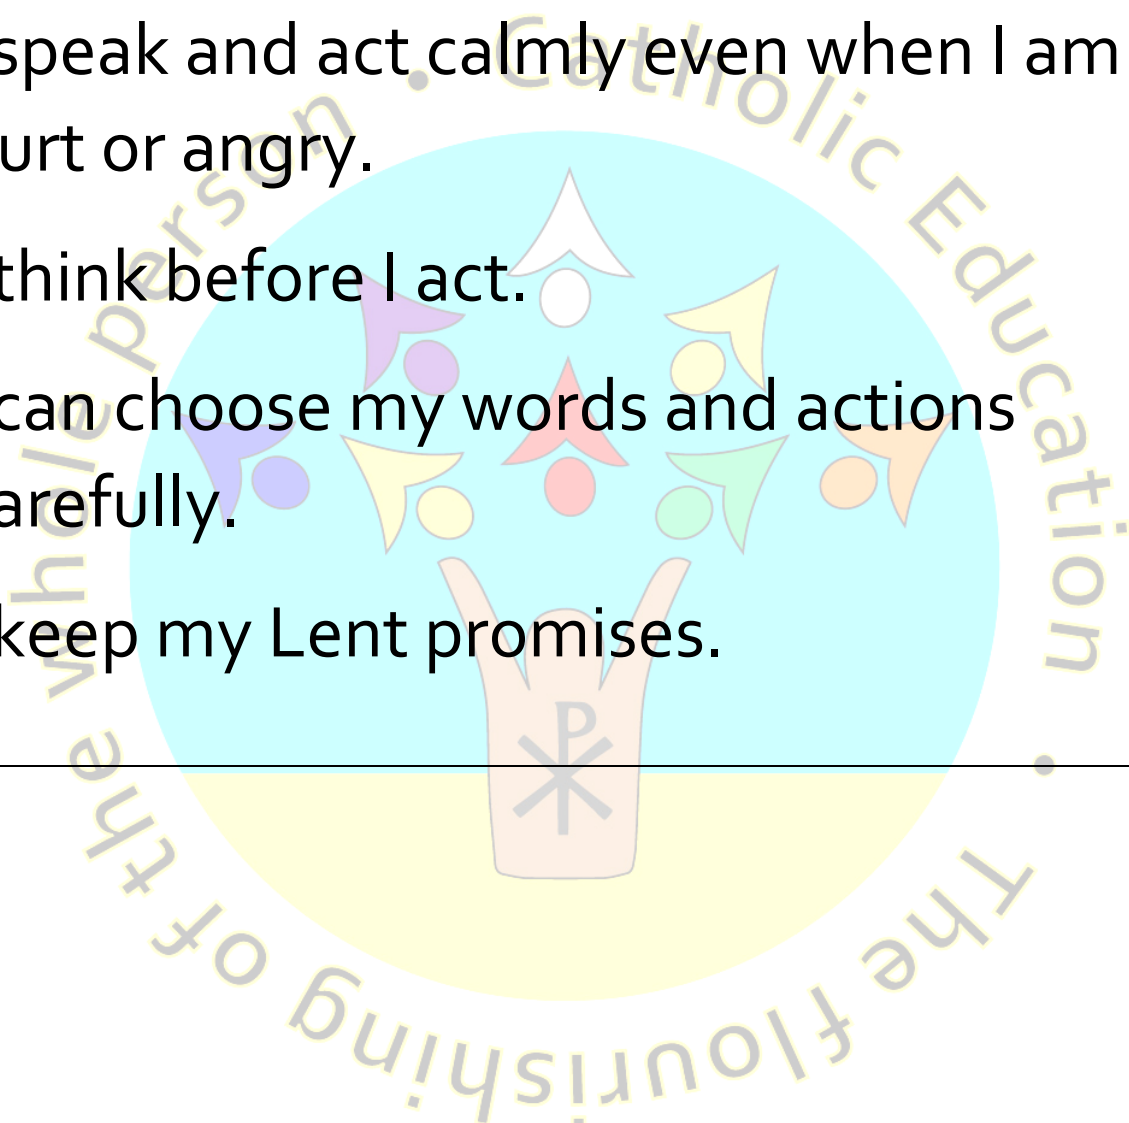 speak and act calmly even when I am
urt or angry.
think before I act.
can choose my words and actions
arefully.
keep my Lent promises.
Catholic Education • The flourishing of the whole person •